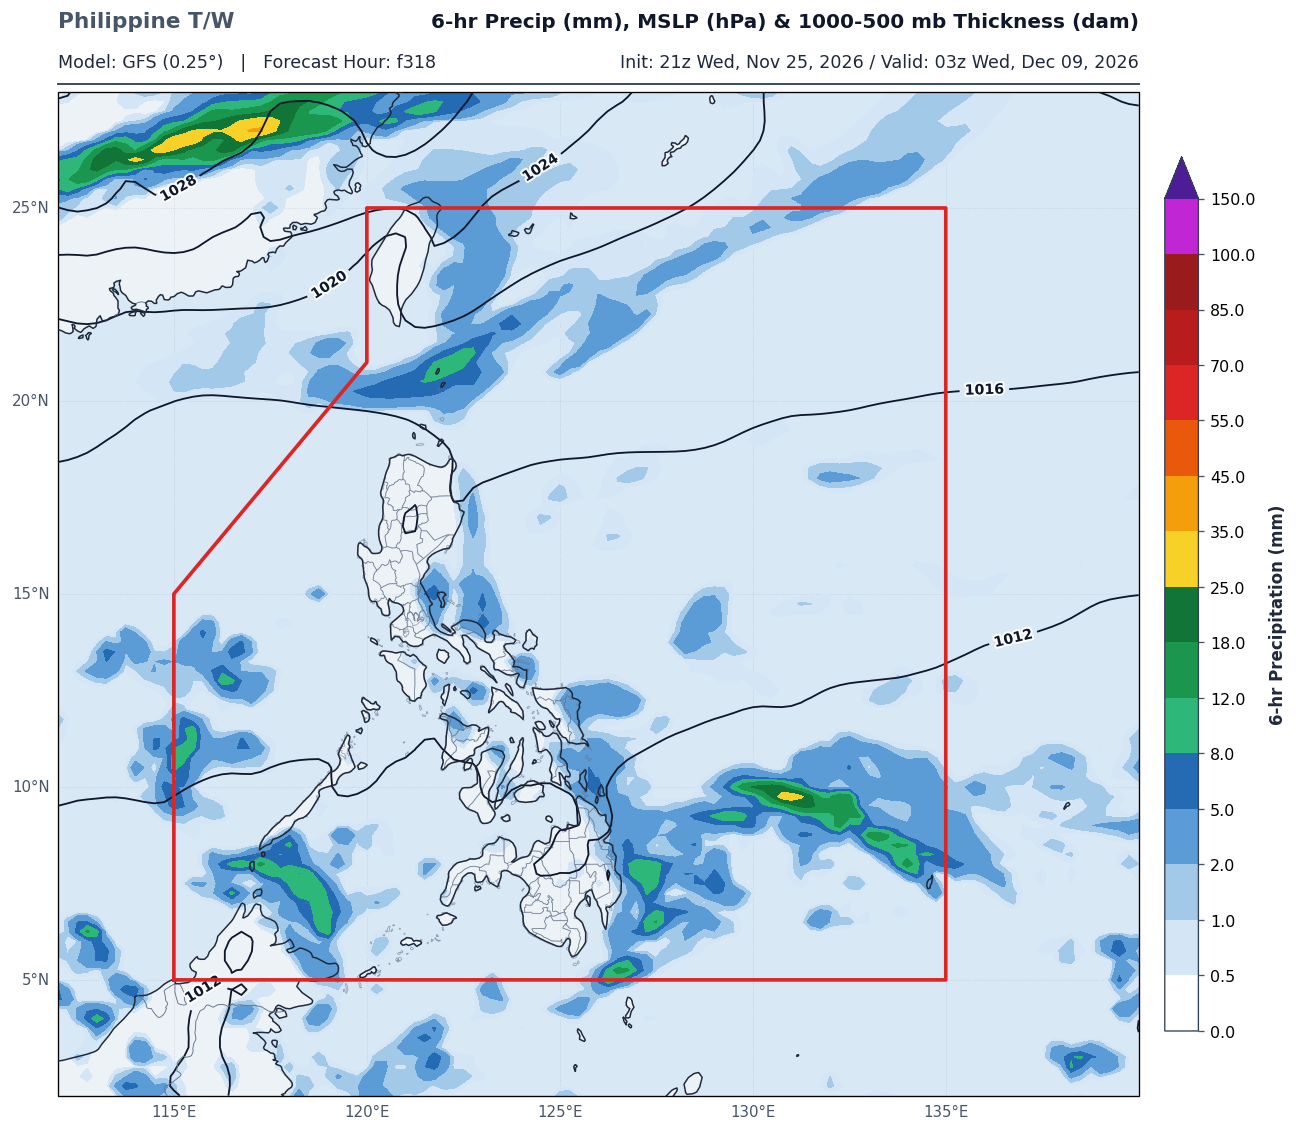 Philippine T/W
6-hr Precip (mm), MSLP (hPa) & 1000-500 mb Thickness (dam)
Model: GFS (0.25°) | Forecast Hour: f318
Init: 21z Wed, Nov 25, 2026 / Valid: 03z Wed, Dec 09, 2026
1028
1024
1020
1016
1012
1012
25°N
20°N
15°N
10°N
5°N
115°E
120°E
125°E
130°E
135°E
150.0
100.0
85.0
70.0
55.0
45.0
35.0
25.0
18.0
12.0
8.0
5.0
2.0
1.0
0.5
0.0
6-hr Precipitation (mm)